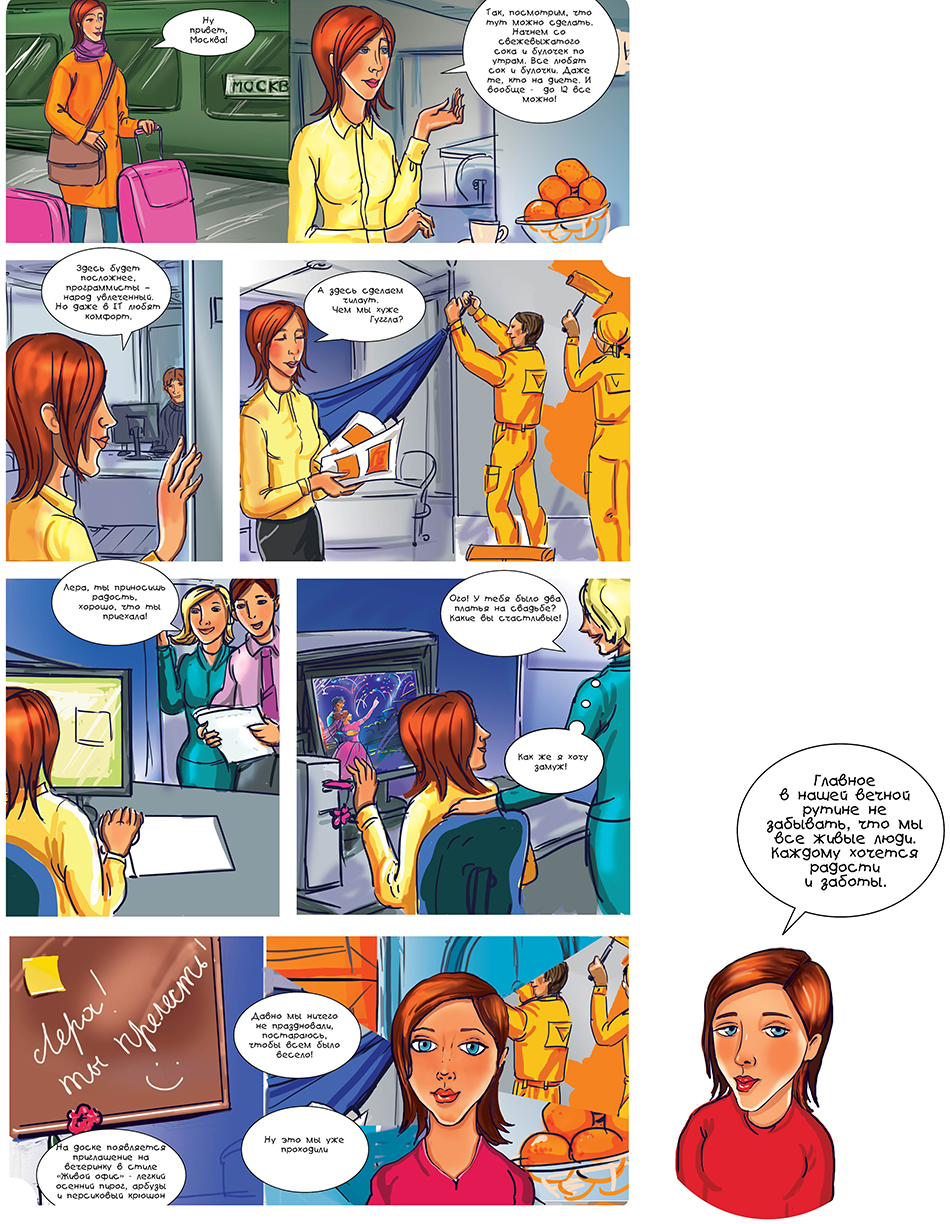 Ну
привет,
Москва!
МОСКВ
Так, посмотрим, что
тут можно сделать.
Начнем со
свежевыжатого
сока и булочек по
утрам. Все любят
сок и булочки. Даже
те, кто на диете. И
вообще - до 12 все
можно!
Здесь будет
посложнее,
программисты –
народ увлеченный.
Но даже в IT любят
комфорт.
А здесь сделаем
чилаут.
Чем мы хуже
Гуггла?
Лера, ты приносишь
радость,
хорошо, что ты
приехала!
Ого! У тебя было два
платья на свадьбе?
Какие вы счастливые!
Как же я хочу
замуж!
Лера!
ты прелесть!
На доске появляется
приглашение на
вечеринку в стиле
«Живой офис» - легкий
осенний пирог, арбузы
и персиковый крюшон
Давно мы ничего
не праздновали,
постараюсь,
чтобы всем было
весело!
Ну это мы уже
проходили
Главное
в нашей вечной
рутине не
забывать, что мы
все живые люди.
Каждому хочется
радости
и заботы.